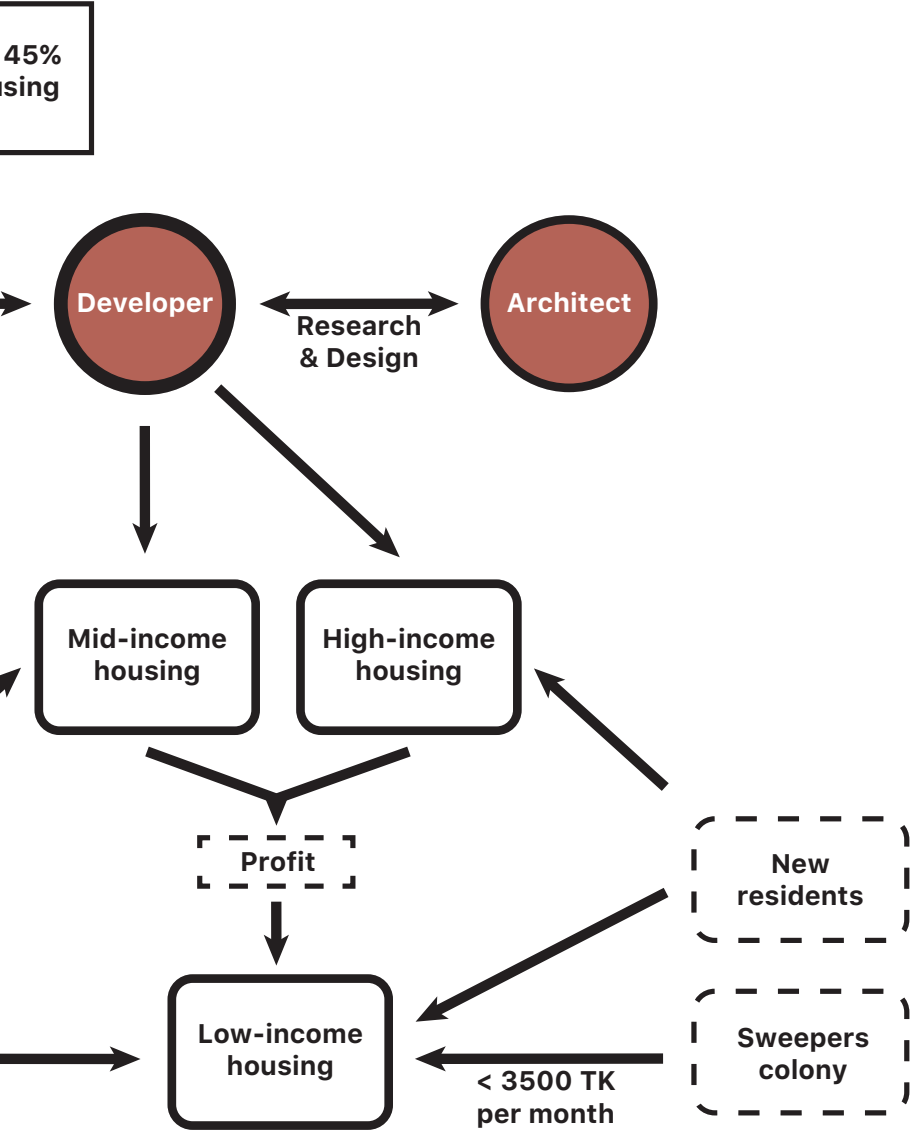 45%
Developer
Architect
Research
& Design
Mid-income
housing
High-income
housing
Profit
New
residents
Low-income
housing
Sweepers
colony
< 3500 TK
per month